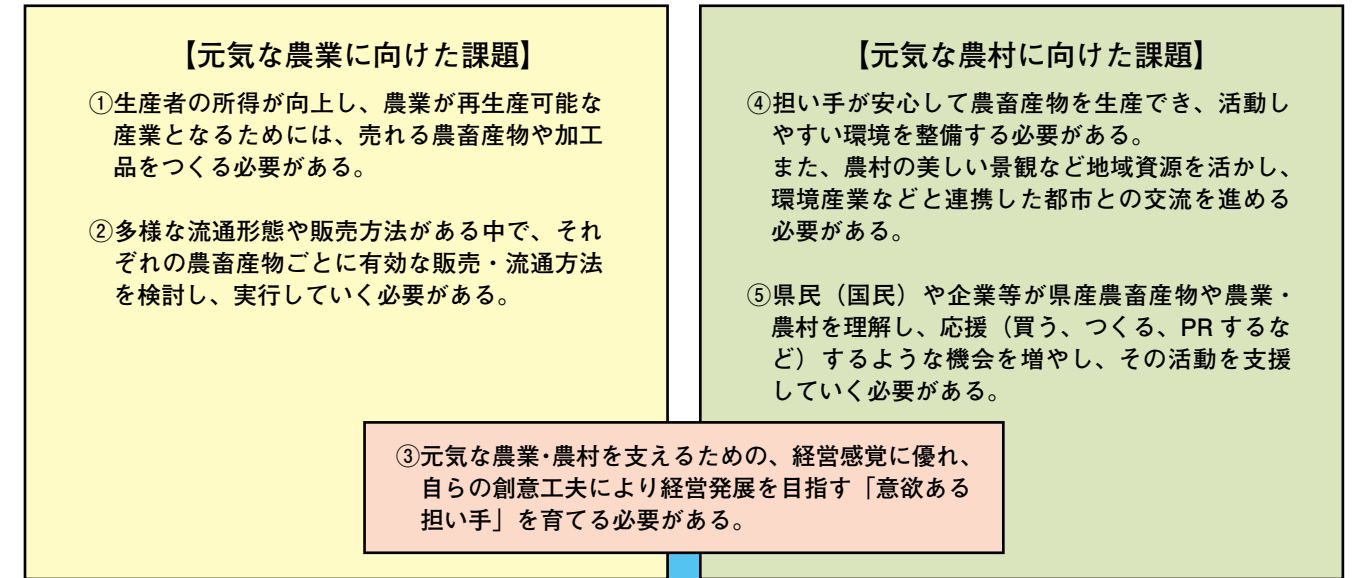 【元気な農業に向けた課題】
①生産者の所得が向上し、農業が再生産可能な
産業となるためには、売れる農畜産物や加工
品をつくる必要がある。
②多様な流通形態や販売方法がある中で、それ
ぞれの農畜産物ごとに有効な販売・流通方法
を検討し、実行していく必要がある。
【元気な農村に向けた課題】
④担い手が安心して農畜産物を生産でき、活動し
やすい環境を整備する必要がある。
また、農村の美しい景観など地域資源を活かし、
環境産業などと連携した都市との交流を進める
必要がある。
⑤県民（国民）や企業等が県産農畜産物や農業・
農村を理解し、応援（買う、つくる、PR するな
ど）するような機会を増やし、その活動を支援
していく必要がある。
③元気な農業・農村を支えるための、経営感覚に優れ、
自らの創意工夫により経営発展を目指す「意欲ある
担い手」を育てる必要がある。